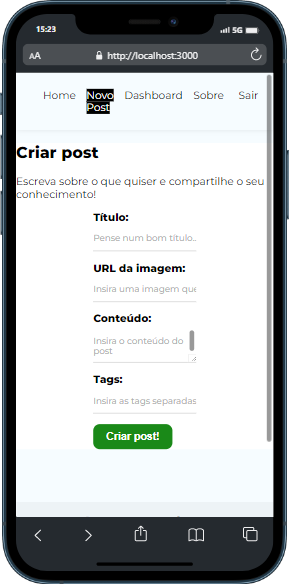 15:23
5G
AA
http://localhost:3000
Home
Novo
Post
Dashboard
Sobre
Sair
Criar post
Escreva sobre o que quiser e compartilhe o seu
conhecimento!
Título:
Pense num bom título..
URL da imagem:
Insira uma imagem que
Conteúdo:
Insira o conteúdo do
post
Tags:
Insira as tags separadas
Criar post!